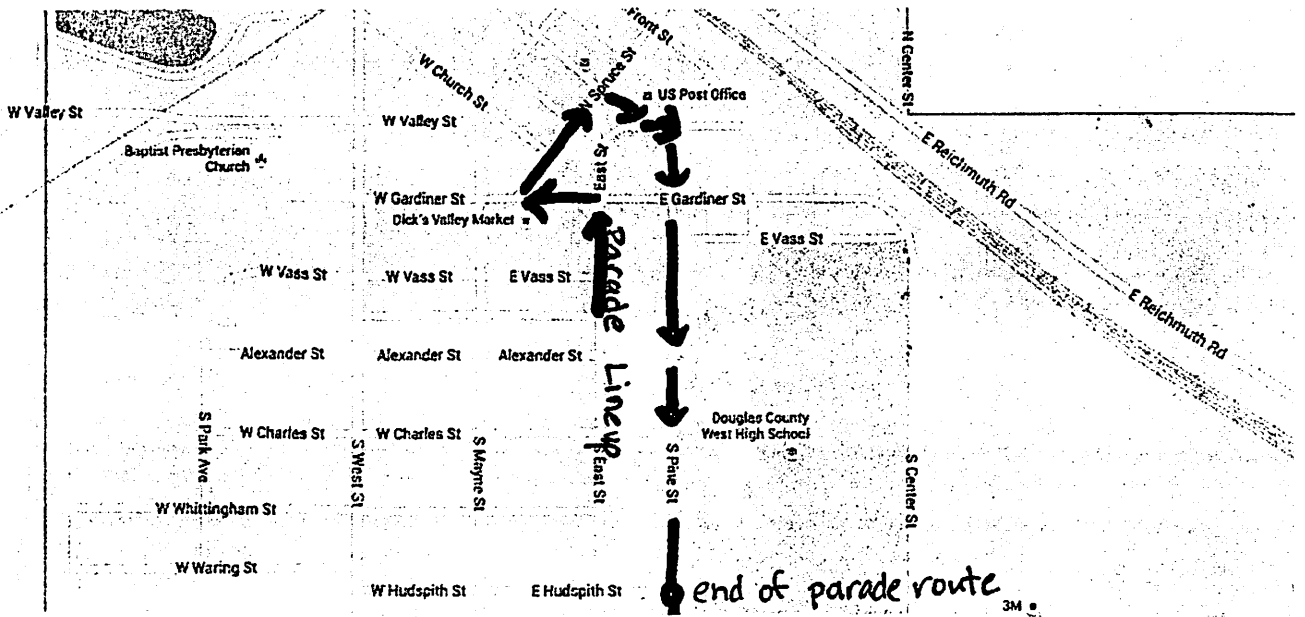 Front St
N Center St
W Church St
Spruce St
US Post Office
W Valley St
W Valley St
E Reichmuth Rd
Baptist Presbyterian
Church
East St
W Gardiner St
E Gardiner St
Dick's Valley Market
Parade Lineup
E Vass St
W Vass St
W Vass St
E Vass St
E Reichmuth Rd
Alexander St
Alexander St
Alexander St
Douglas County
West High School
S Park Ave
W Charles St
W Charles St
S West St
S Mayne St
S East St
S Pine St
S Center St
W Whittingham St
W Waring St
W Hudspith St
E Hudspith St
end of parade route
3M